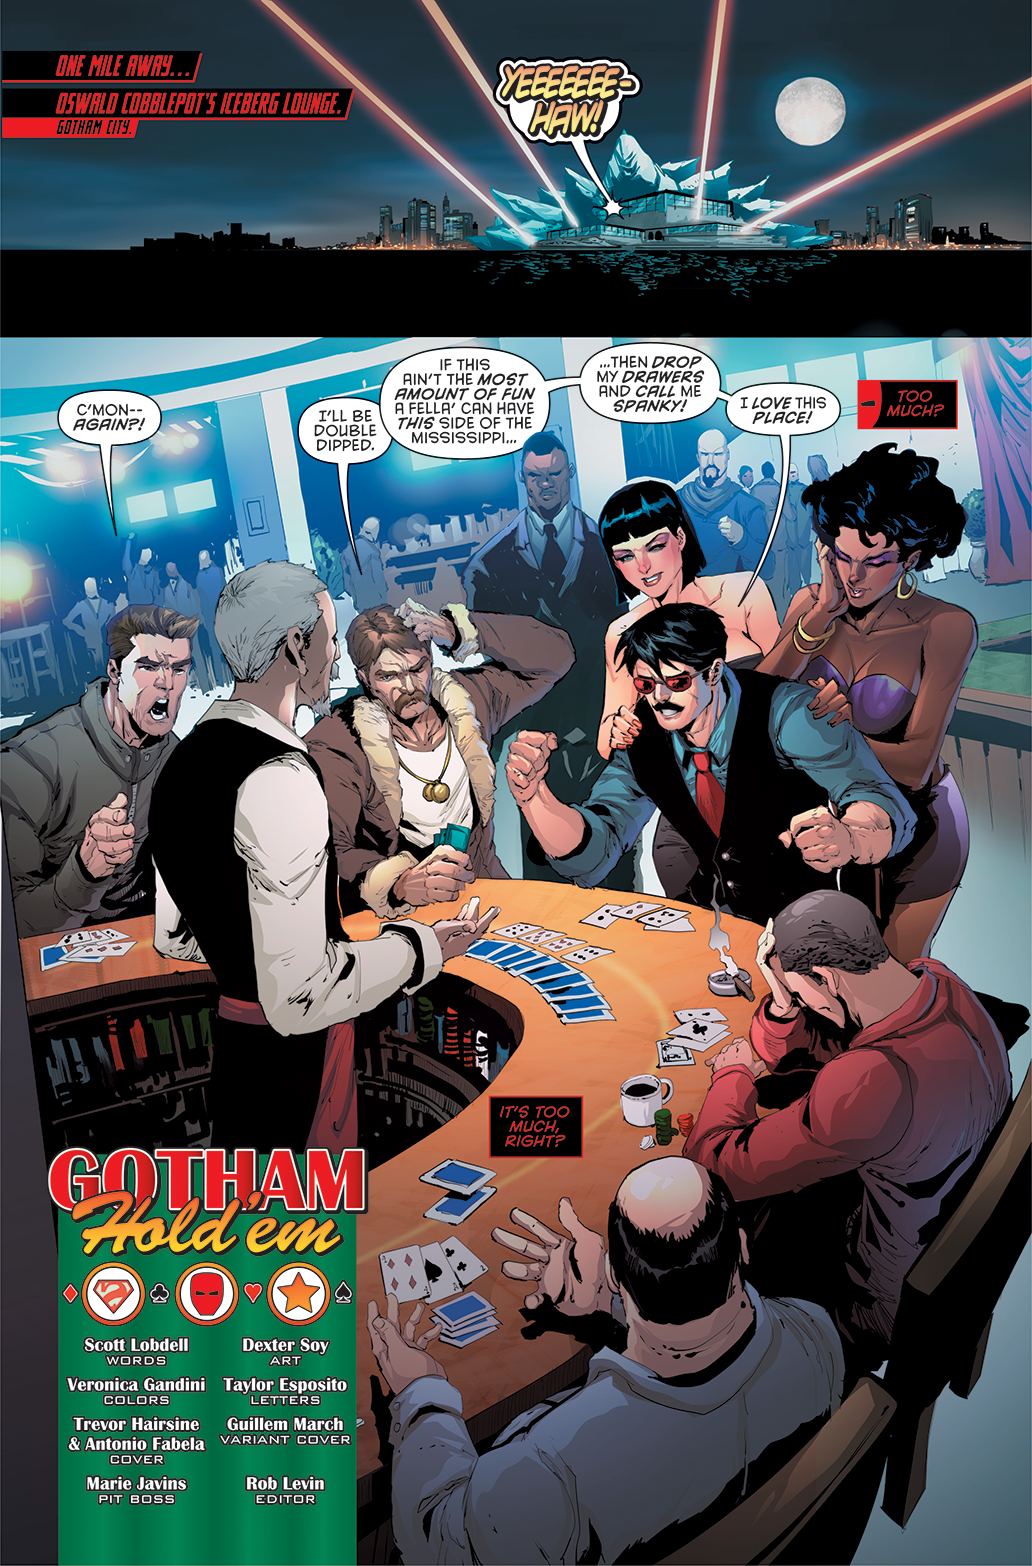 ONE MILE AWAY...
OSWALD COBBLEPOT'S ICEBERG LOUNGE.
GOTHAM CITY.
YEEEEEEE-
HAW!
C'MON--
AGAIN?!
I'LL BE
DOUBLE
DIPPED.
IF THIS
AIN'T THE MOST
AMOUNT OF FUN
A FELLA' CAN HAVE
THIS SIDE OF THE
MISSISSIPPI...
...THEN DROP
MY DRAWERS
AND CALL ME
SPANKY!
I LOVE THIS
PLACE!
TOO
MUCH?
IT'S TOO
MUCH,
RIGHT?
GOTHAM
Hold'em
Scott Lobdell
WORDS
Dexter Soy
ART
Veronica Gandini
COLORS
Taylor Esposito
LETTERS
Trevor Hairsine
& Antonio Fabela
COVER
Guillem March
VARIANT COVER
Marie Javins
PIT BOSS
Rob Levin
EDITOR